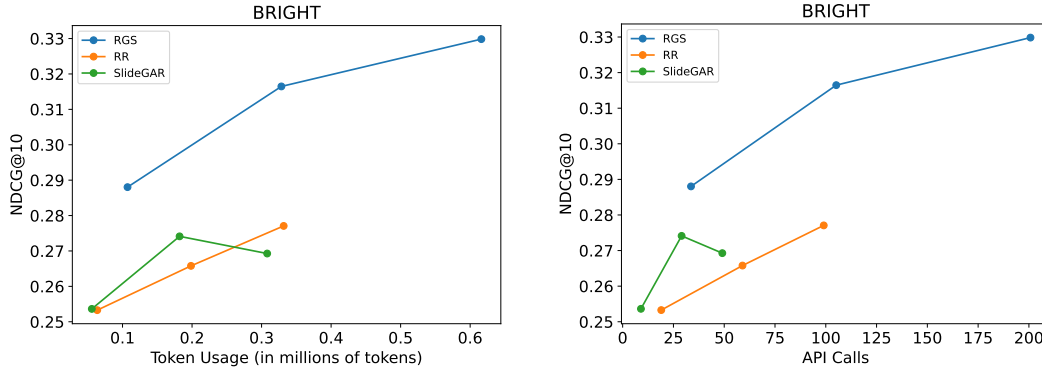 BRIGHT
NDCG@10
0.33
0.32
0.31
0.30
0.29
0.28
0.27
0.26
0.25
RGS
RR
SlideGAR
0.1 0.2 0.3 0.4 0.5 0.6
Token Usage (in millions of tokens)
BRIGHT
NDCG@10
0.33
0.32
0.31
0.30
0.29
0.28
0.27
0.26
0.25
RGS
RR
SlideGAR
0 25 50 75 100 125 150 175 200
API Calls